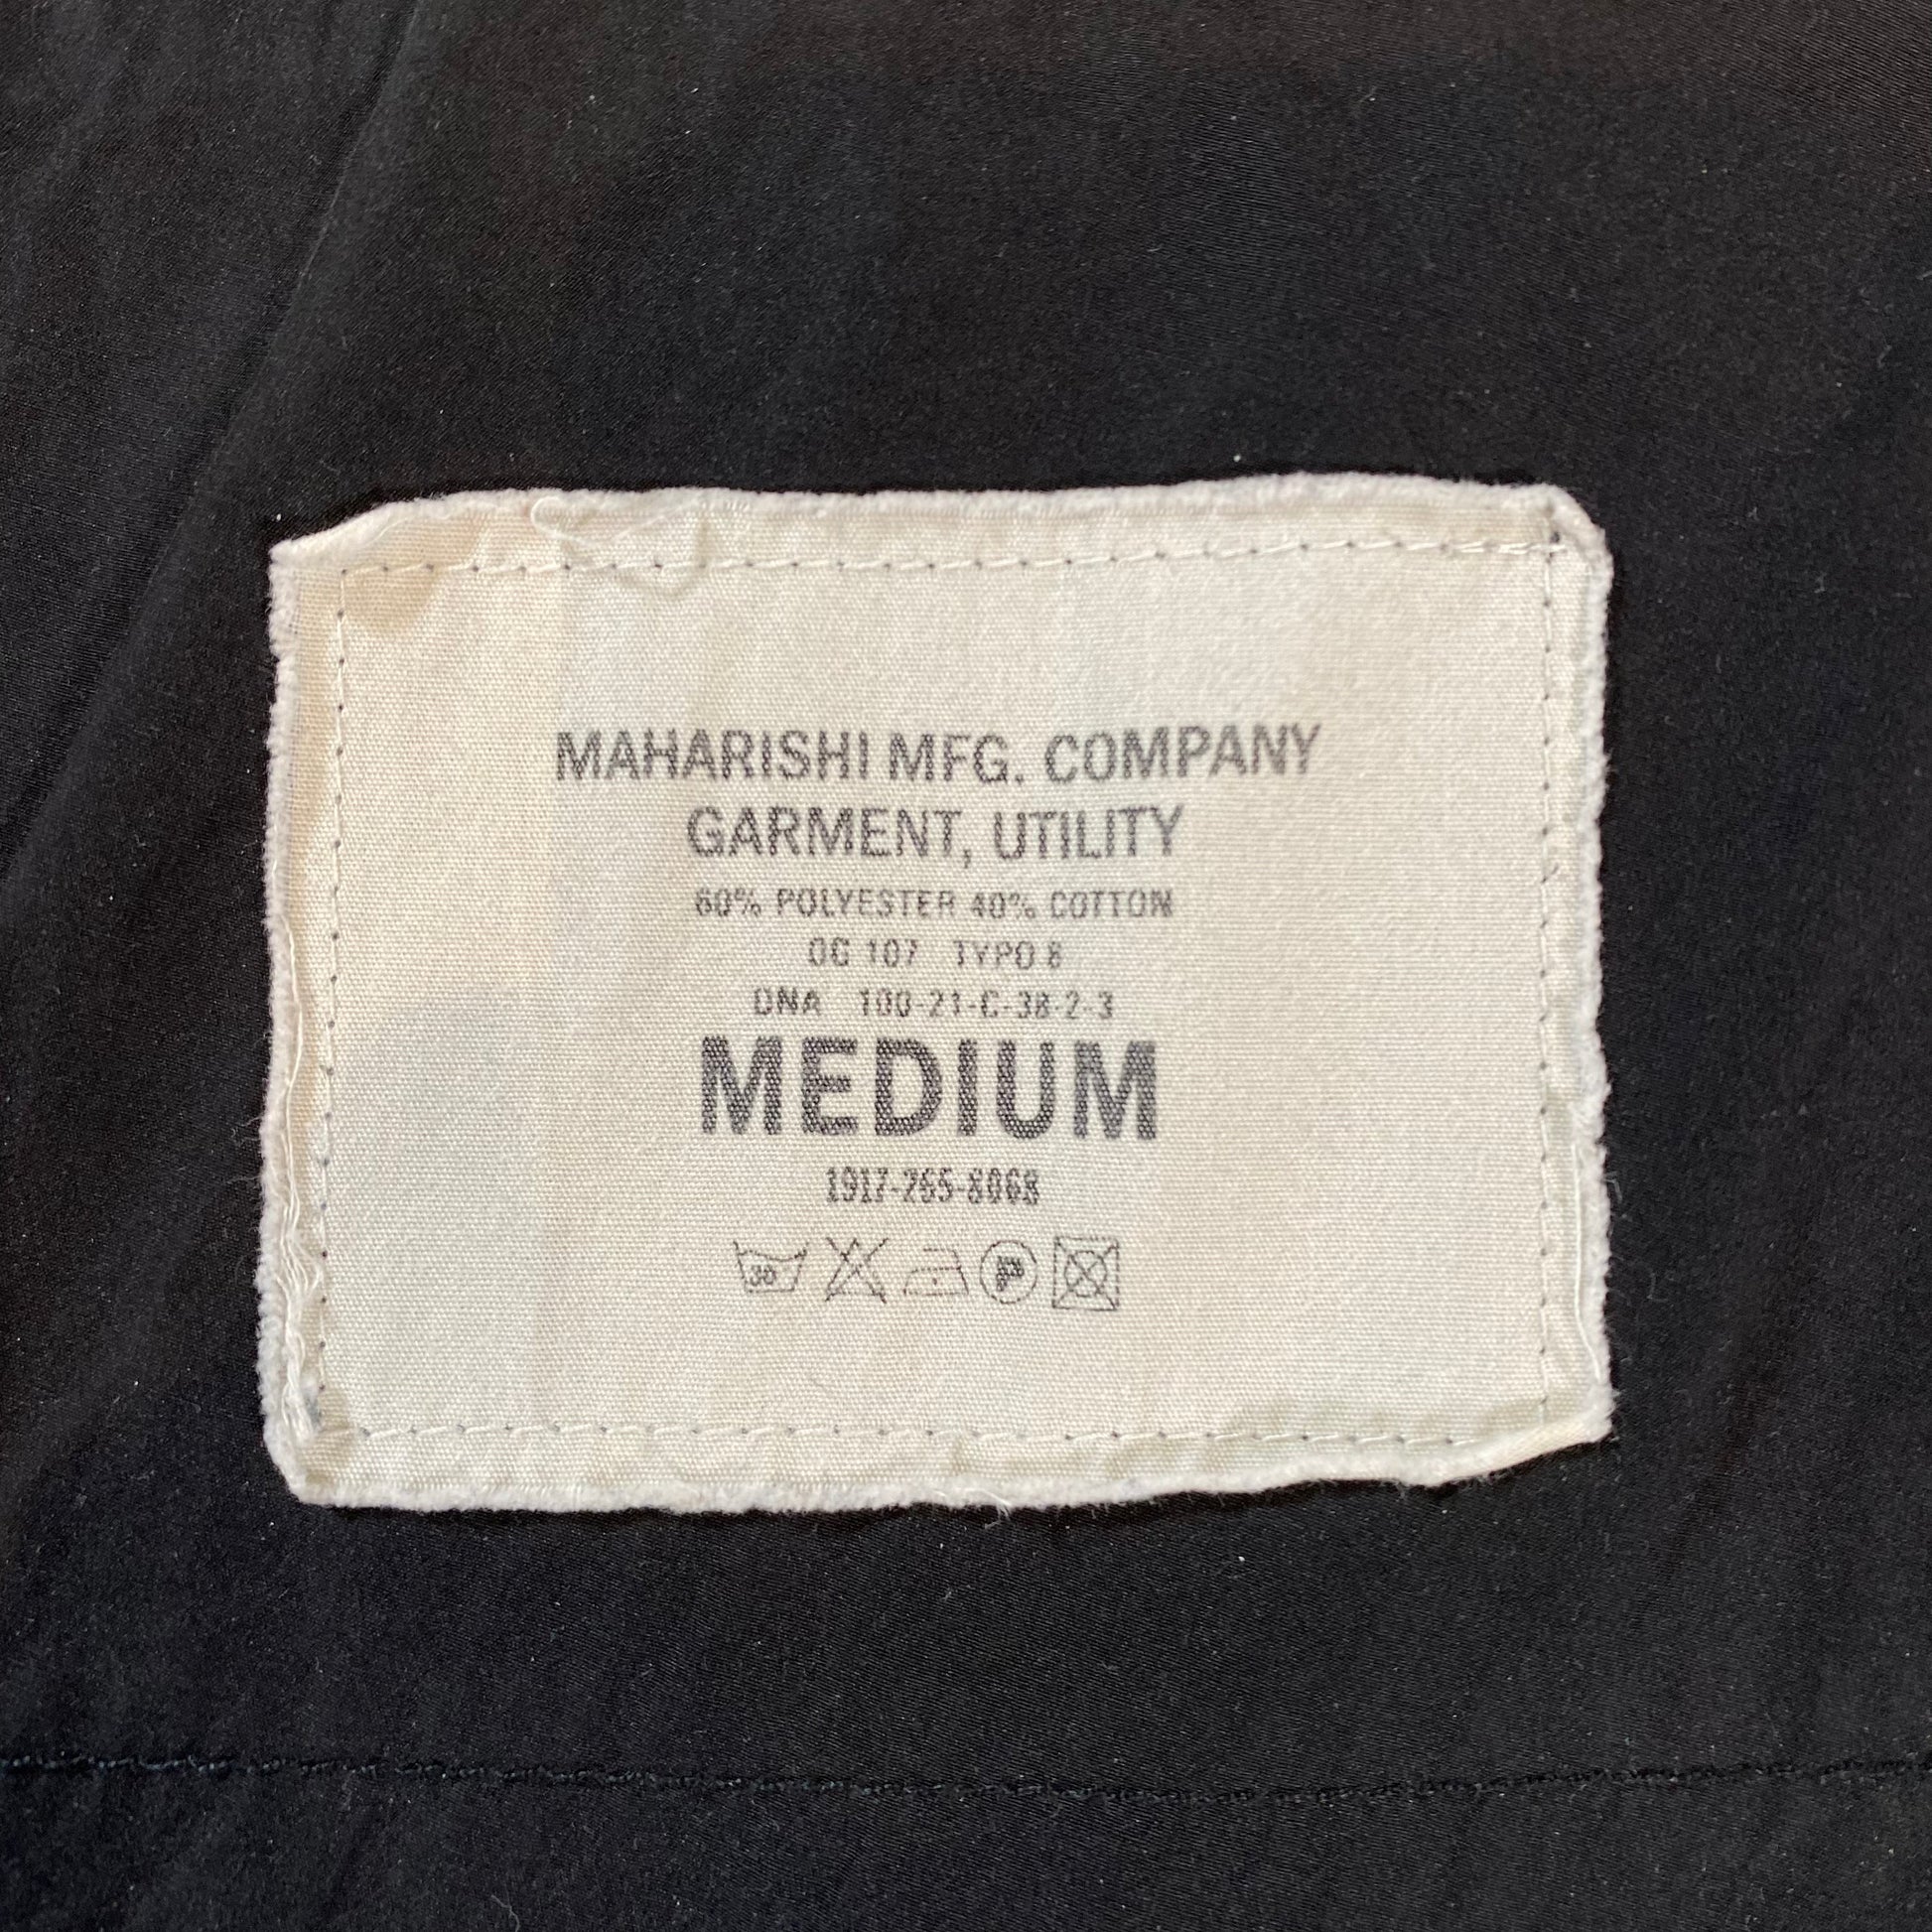 MAHARISHI MFG. COMPANY
GARMENT, UTILITY
60% POLYESTER 40% COTTON
OG 107 TYPO 8
DNA 100-21-C-38-2-3
MEDIUM
1917-265-8068
30
P